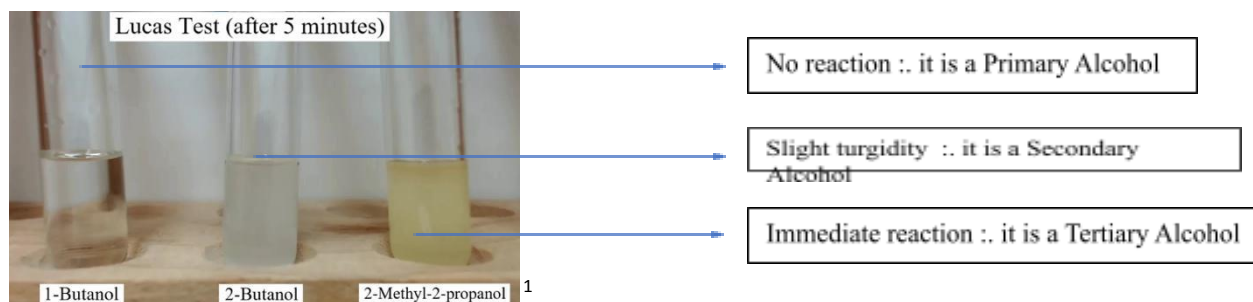 Lucas Test (after 5 minutes)
No reaction :. it is a Primary Alcohol
Slight turgidity :. it is a Secondary
Alcohol
Immediate reaction :. it is a Tertiary Alcohol
1-Butanol
2-Butanol
2-Methyl-2-propanol
1